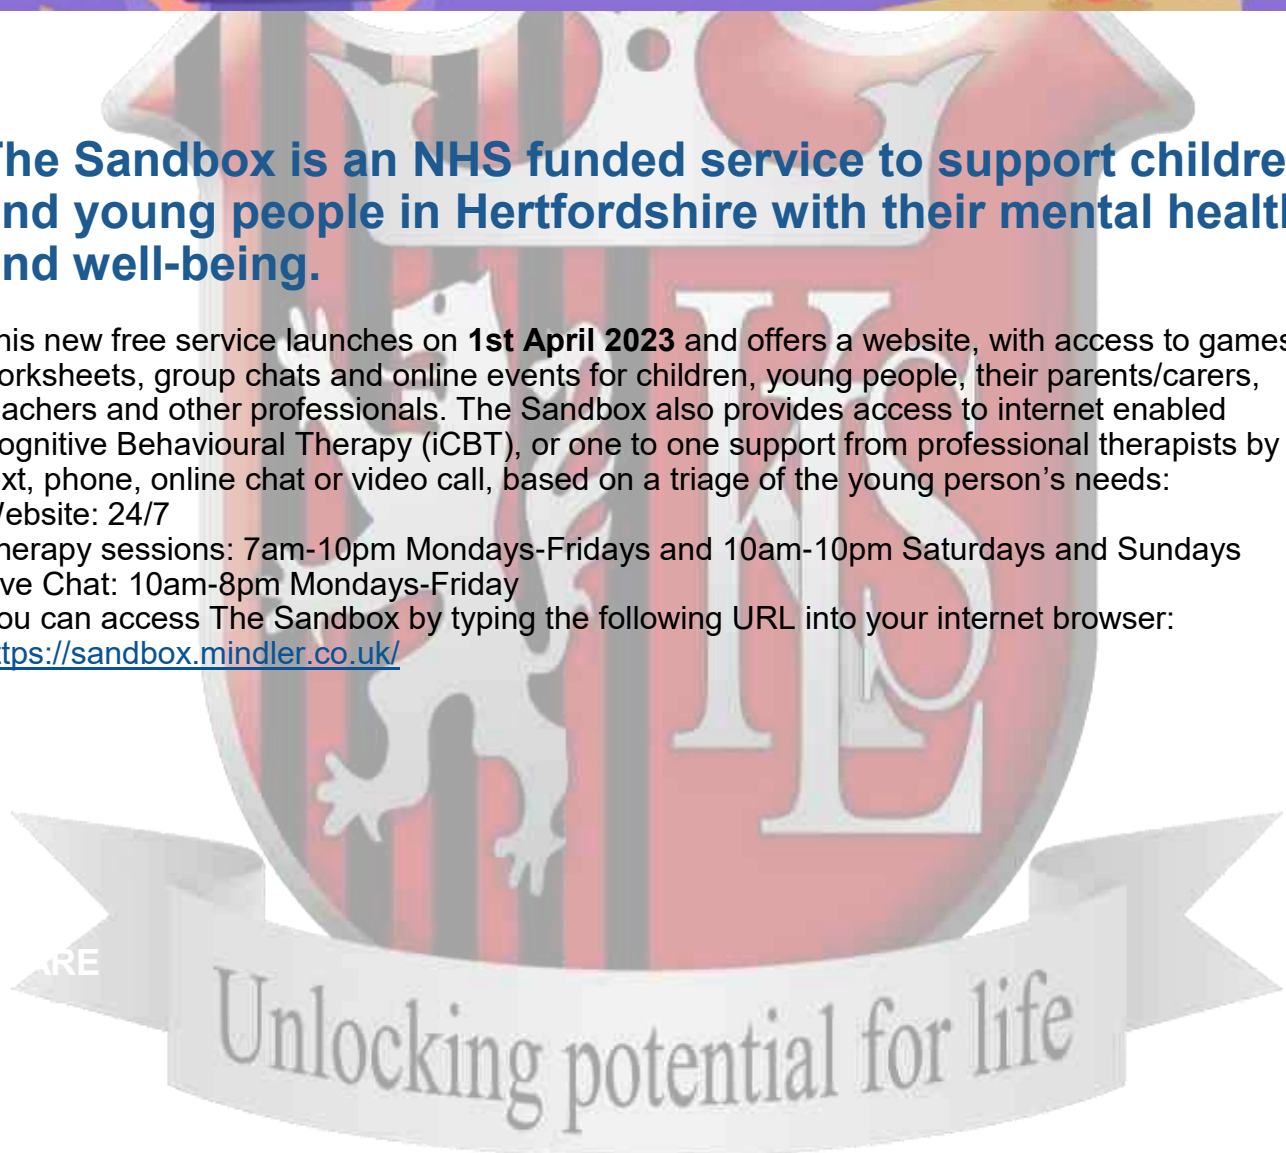 he Sandbox is an NHS funded service to support childre
nd young people in Hertfordshire with their mental healt
nd well-being.
his new free service launches on 1st April 2023 and offers a website, with access to games
orksheets, group chats and online events for children, young people, their parents/carers,
achers and other professionals. The Sandbox also provides access to internet enabled
ognitive Behavioural Therapy (iCBT), or one to one support from professional therapists by
xt, phone, online chat or video call, based on a triage of the young person's needs:
ebsite: 24/7
herapy sessions: 7am-10pm Mondays-Fridays and 10am-10pm Saturdays and Sundays
ve Chat: 10am-8pm Mondays-Friday
ou can access The Sandbox by typing the following URL into your internet browser:
ttps://sandbox.mindler.co.uk/
KLS
ARE
Unlocking potential for life